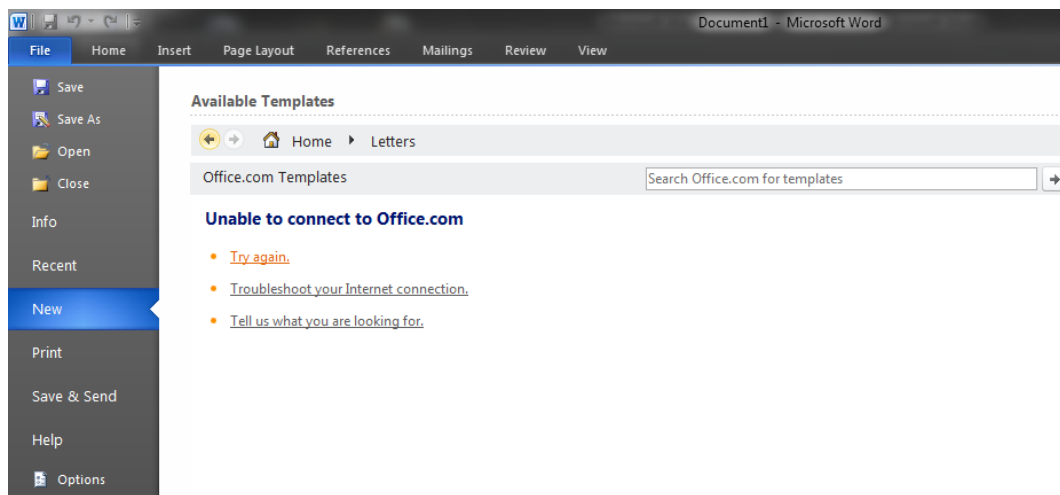 W
Document1 - Microsoft Word
File Home Insert Page Layout References Mailings Review View
Save
Save As
Open
Close
Info
Recent
New
Print
Save & Send
Help
Options
Available Templates
Home Letters
Office.com Templates Search Office.com for templates
Unable to connect to Office.com
Try again.
Troubleshoot your Internet connection.
Tell us what you are looking for.